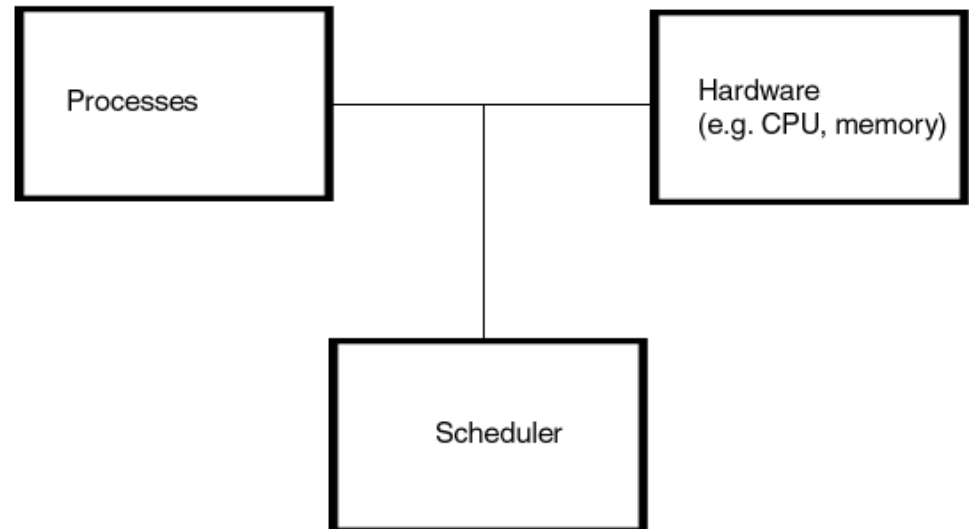 Processes
Hardware
(e.g. CPU, memory)
Scheduler